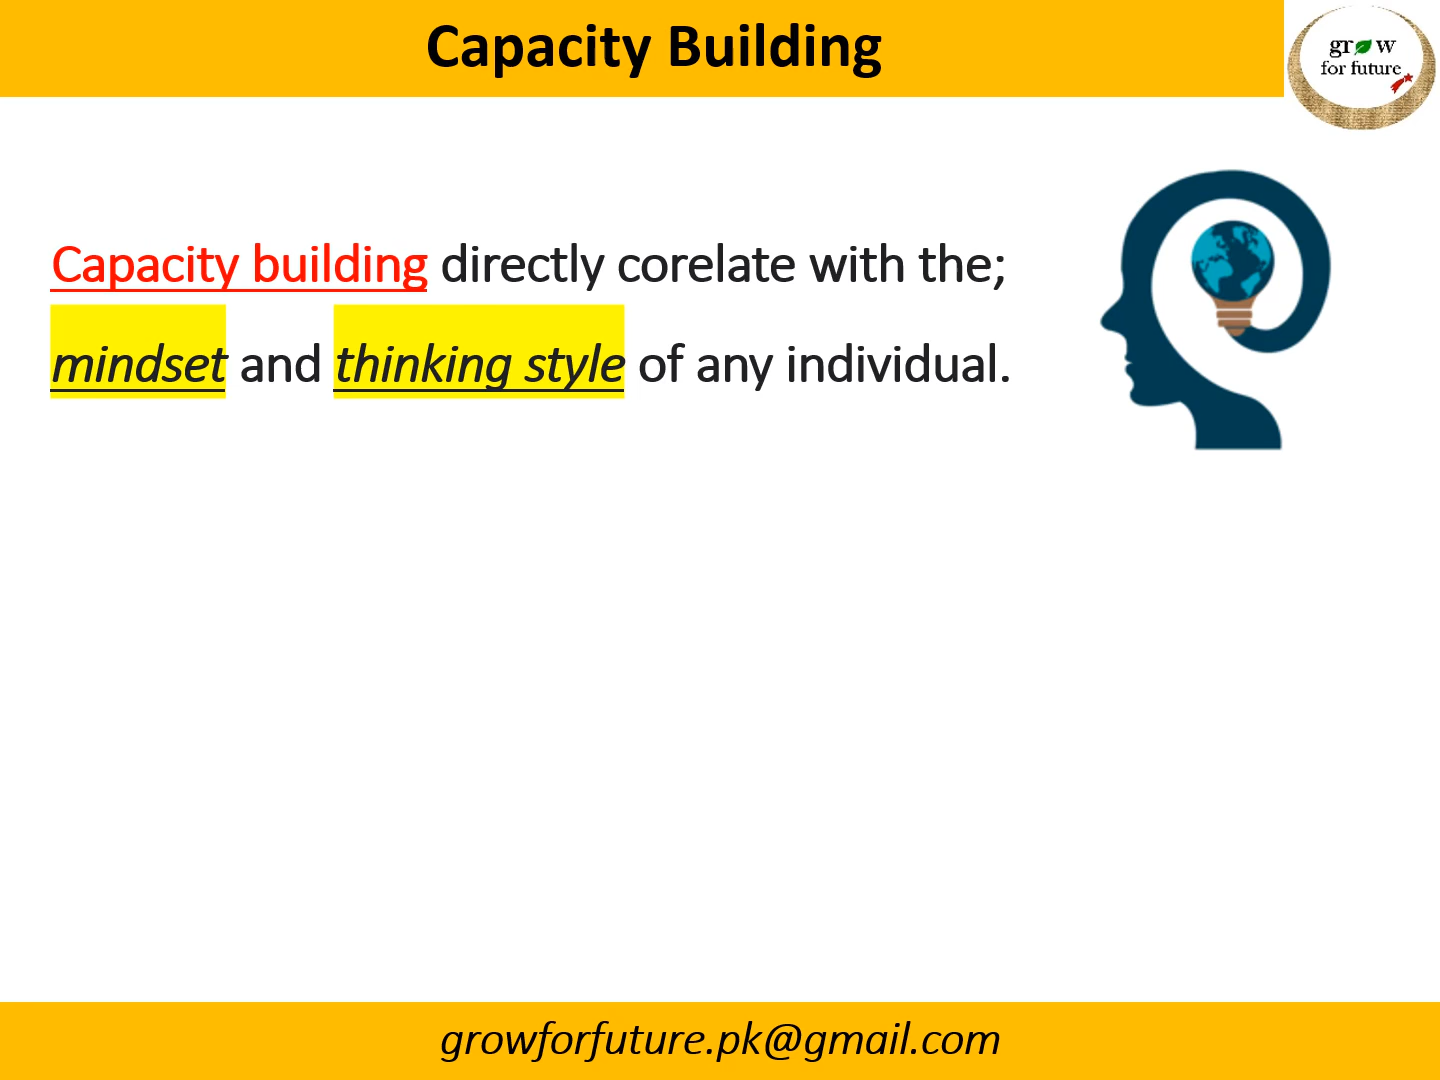 Capacity Building
gr w
for future
Capacity building directly corelate with the;
mindset and thinking style of any individual.
growforfuture.pk@gmail.com